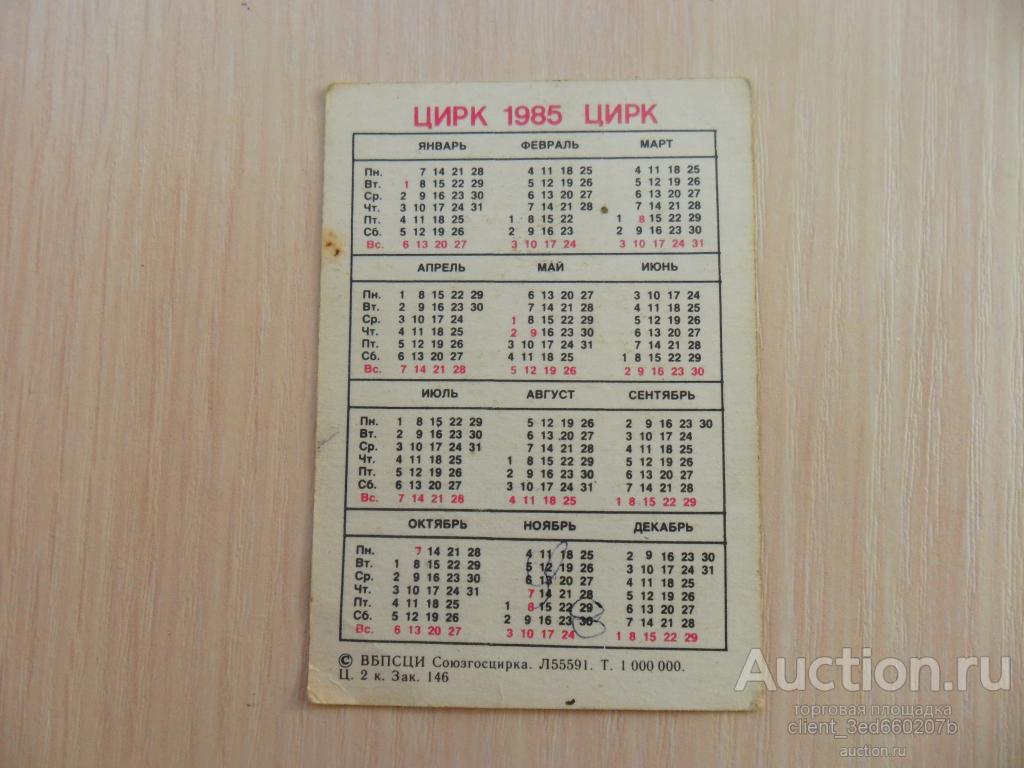 ЦИРК 1985 ЦИРК
ЯНВАРЬ ФЕВРАЛЬ МАРТ
Пн. 7 14 21 28 4 11 18 25 4 11 18 25
Вт. 1 8 15 22 29 5 12 19 26 5 12 19 26
Ср. 2 9 16 23 30 6 13 20 27 6 13 20 27
Чт. 3 10 17 24 31 7 14 21 28 7 14 21 28
Пт. 4 11 18 25 1 8 15 22 1 8 15 22 29
Сб. 5 12 19 26 2 9 16 23 2 9 16 23 30
Вс. 6 13 20 27 3 10 17 24 3 10 17 24 31
АПРЕЛЬ МАЙ ИЮНЬ
Пн. 1 8 15 22 29 6 13 20 27 3 10 17 24
Вт. 2 9 16 23 30 7 14 21 28 4 11 18 25
Ср. 3 10 17 24 1 8 15 22 29 5 12 19 26
Чт. 4 11 18 25 2 9 16 23 30 6 13 20 27
Пт. 5 12 19 26 3 10 17 24 31 7 14 21 28
Сб. 6 13 20 27 4 11 18 25 1 8 15 22 29
Вс. 7 14 21 28 5 12 19 26 2 9 16 23 30
ИЮЛЬ АВГУСТ СЕНТЯБРЬ
Пн. 1 8 15 22 29 5 12 19 26 2 9 16 23 30
Вт. 2 9 16 23 30 6 13 20 27 3 10 17 24
Ср. 3 10 17 24 31 7 14 21 28 4 11 18 25
Чт. 4 11 18 25 1 8 15 22 29 5 12 19 26
Пт. 5 12 19 26 2 9 16 23 30 6 13 20 27
Сб. 6 13 20 27 3 10 17 24 31 7 14 21 28
Вс. 7 14 21 28 4 11 18 25 1 8 15 22 29
ОКТЯБРЬ НОЯБРЬ ДЕКАБРЬ
Пн. 7 14 21 28 4 11 18 25 2 9 16 23 30
Вт. 1 8 15 22 29 5 12 19 26 3 10 17 24 31
Ср. 2 9 16 23 30 6 13 20 27 4 11 18 25
Чт. 3 10 17 24 31 7 14 21 28 5 12 19 26
Пт. 4 11 18 25 1 8 15 22 29 6 13 20 27
Сб. 5 12 19 26 2 9 16 23 30 7 14 21 28
Вс. 6 13 20 27 3 10 17 24 1 8 15 22 29
© ВБПСЦИ Союзгосцирка. Л55591. Т. 1 000 000.
Ц. 2 к. Зак. 146
Auction.ru
торговая площадка
client_3ed660207b
auction.ru